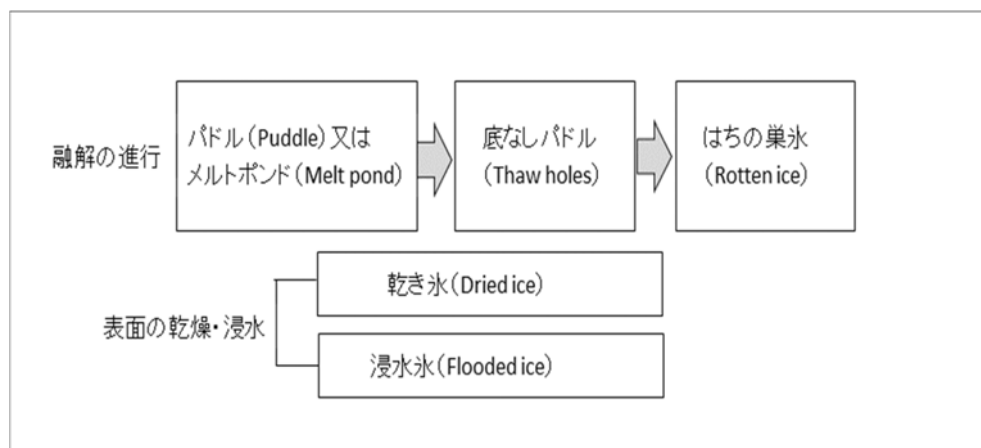 融解の進行
パドル(Puddle)又は
メルトポンド(Melt pond)
底なしパドル
(Thaw holes)
はちの巣氷
(Rotten ice)
表面の乾燥・浸水
乾き氷(Dried ice)
浸水氷(Flooded ice)